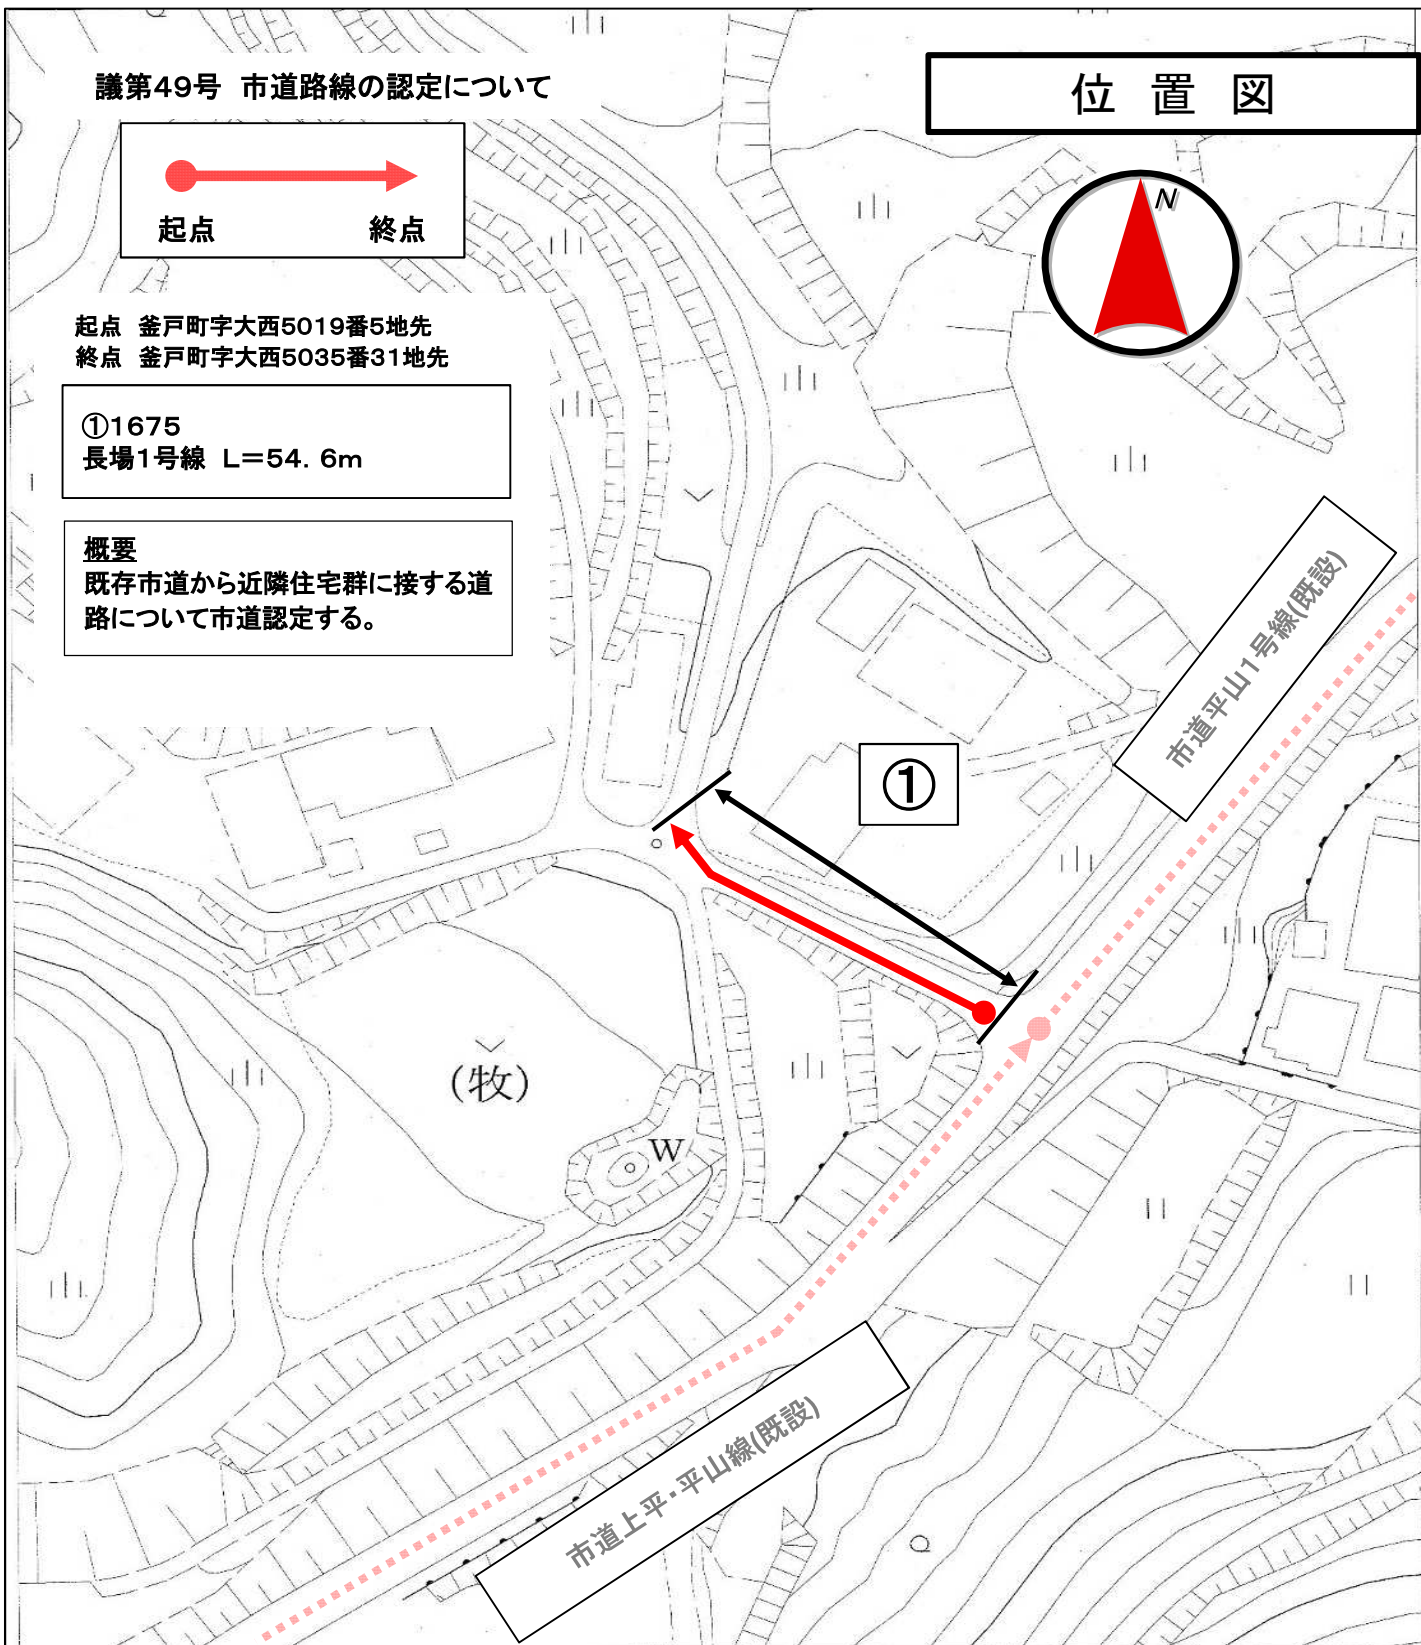 議第49号 市道路線の認定について
位置図
N
起点 終点
起点 釜戸町字大西5019番5地先
終点 釜戸町字大西5035番31地先
①1675
長場1号線 L=54.6m
概要
既存市道から近隣住宅群に接する道
路について市道認定する。
市道平山1号線(既設)
①
(牧)
W
市道上平・平山線(既設)